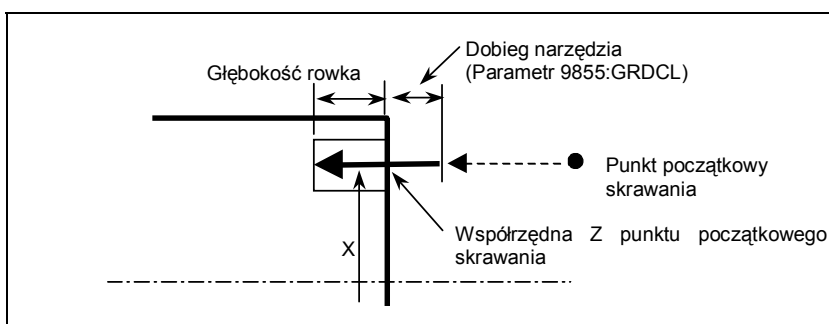 Dobieg narzędzia
(Parametr 9855:GRDCL)
Głębokość rowka
Punkt początkowy
skrawania
Współrzędna Z punktu początkowego
skrawania
X